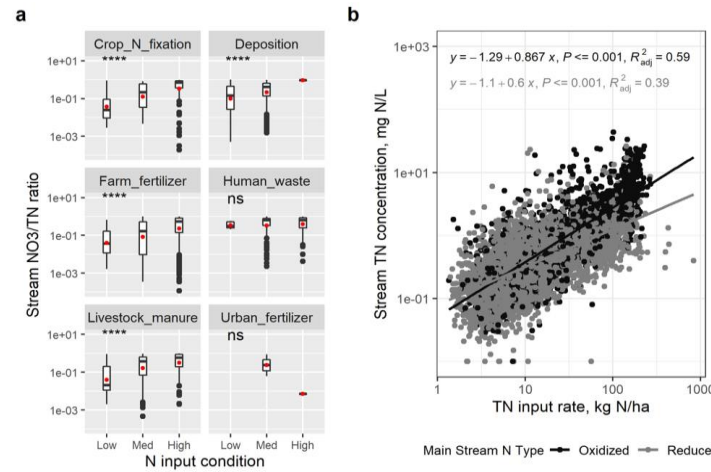 a
Crop_N_fixation
Deposition
****
****
1e+01
1e-01
1e-03
Farm_fertilizer
Human_waste
****
ns
1e+01
1e-01
1e-03
Livestock_manure
Urban_fertilizer
****
ns
1e+01
1e-01
1e-03
Stream NO3/TN ratio
Low Med High Low Med High
N input condition
b
y = −1.29 + 0.867 x, P <= 0.001, R²adj = 0.59
y = −1.1 + 0.6 x, P <= 0.001, R²adj = 0.39
1e+03
1e+01
1e-01
Stream TN concentration, mg N/L
1 10 100 1000
TN input rate, kg N/ha
Main Stream N Type Oxidized Reduce